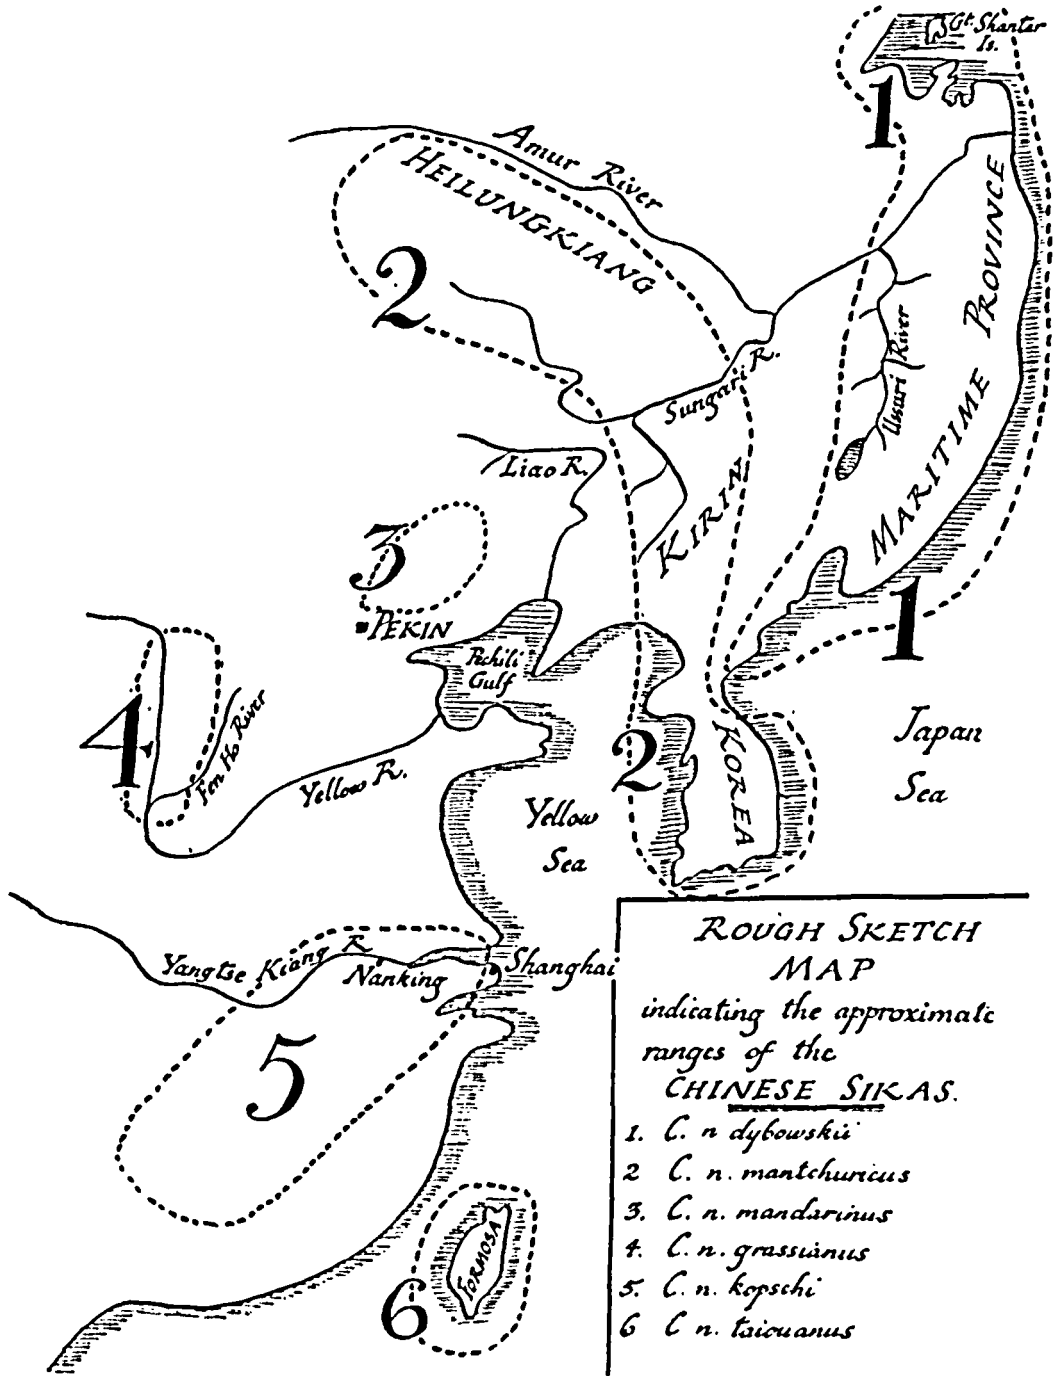 Gt. Shantar
Is.
1
Amur River
HEILUNGKIANG
2
MARITIME PROVINCE
Ussuri River
Sungari R.
Liao R.
KIRIN
3
PEKIN
Pechili
Gulf
1
4
Fen Ho River
Yellow R.
2
KOREA
Japan
Sea
Yellow
Sea
Yangtse Kiang R
Nanking
Shanghai
5
FORMOSA
6
ROUGH SKETCH
MAP
indicating the approximate
ranges of the
CHINESE SIKAS.
1. C. n dybowskii
2 C. n. mantchuricus
3. C. n. mandarinus
4. C. n. grassianus
5. C. n. kopschi
6 C n. taiouanus